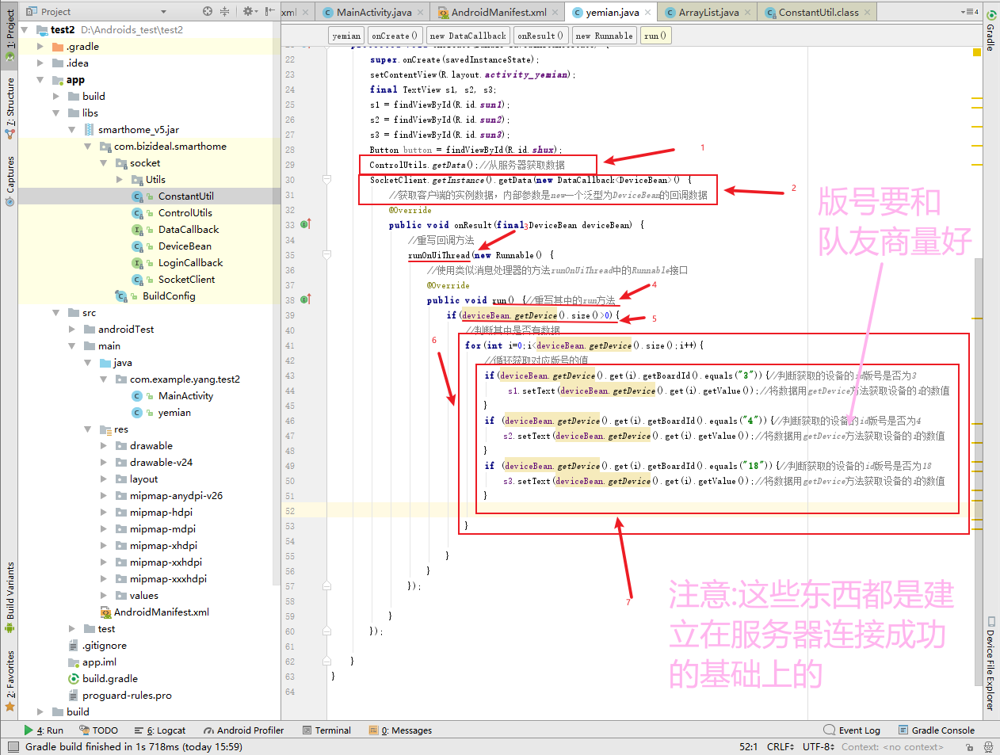 Project
xml
MainActivity.java
AndroidManifest.xml
yemian.java
ArrayList.java
ConstantUtil.class
4
test2 D:\Androids_test\test2
.gradle
.idea
app
build
libs
smarthome_v5.jar
com.bizideal.smarthome
socket
Utils
ConstantUtil
ControlUtils
DataCallback
DeviceBean
LoginCallback
SocketClient
BuildConfig
src
androidTest
main
java
com.example.yang.test2
MainActivity
yemian
res
drawable
drawable-v24
layout
mipmap-anydpi-v26
mipmap-hdpi
mipmap-mdpi
mipmap-xhdpi
mipmap-xxhdpi
mipmap-xxxhdpi
values
AndroidManifest.xml
test
.gitignore
app.iml
build.gradle
proguard-rules.pro
build
1: Project
7: Structure
Captures
Build Variants
2: Favorites
yemian
onCreate()
new DataCallback
onResult()
new Runnable
run()
22 super.onCreate(savedInstanceState);
23 setContentView(R.layout.activity_yemian);
24 final TextView s1, s2, s3;
25 s1 = findViewById(R.id.sun1);
26 s2 = findViewById(R.id.sun2);
27 s3 = findViewById(R.id.sun3);
28 Button button = findViewById(R.id.shux);
29 ControlUtils.getData();//从服务器获取数据
30 SocketClient.getInstance().getData(new DataCallback<DeviceBean>() {
31 //获取客户端的实例数据，内部参数是new一个泛型为DeviceBean的回调数据
32 @Override
33 public void onResult(final DeviceBean deviceBean) {
34 //重写回调方法
35 runOnUiThread(new Runnable() {
36 //使用类似消息处理器的方法runOnUiThread中的Runnable接口
37 @Override
38 public void run() {//重写其中的run方法
39 if(deviceBean.getDevice().size()>0){
40 //判断其中是否有数据
41 for(int i=0;i<deviceBean.getDevice().size();i++){
42 //循环获取对应版号的值
43 if(deviceBean.getDevice().get(i).getBoardId().equals("3")){//判断获取的设备的id版号是否为3
44 s1.setText(deviceBean.getDevice().get(i).getValue());//将数据用getDevice方法获取设备的i的数值
45 }
46 if (deviceBean.getDevice().get(i).getBoardId().equals("4")){//判断获取的设备的id版号是否为4
47 s2.setText(deviceBean.getDevice().get(i).getValue());//将数据用getDevice方法获取设备的i的数值
48 }
49 if (deviceBean.getDevice().get(i).getBoardId().equals("18")){//判断获取的设备的id版号是否为18
50 s3.setText(deviceBean.getDevice().get(i).getValue());//将数据用getDevice方法获取设备的i的数值
51 }
52
53 }
54
55 }
56 }
57 });
58
59 }
60 });
61
62 }
63 }
64
1
2
3
4
5
6
7
版号要和
队友商量好
注意:这些东西都是建
立在服务器连接成功
的基础上的
Gradle
Device File Explorer
4: Run
TODO
6: Logcat
Android Profiler
Terminal
0: Messages
Event Log
Gradle Console
Gradle build finished in 1s 718ms (today 15:59)
52:1
CRLF
UTF-8
Context: <no context>